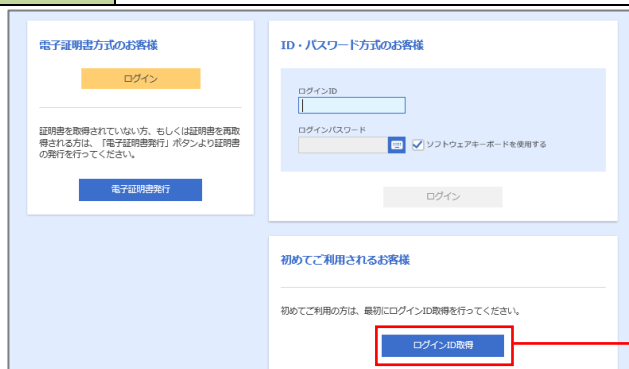 電子証明書方式のお客様
ログイン
証明書を取得されていない方、もしくは証明書を再取
得される方は、「電子証明書発行」ボタンより証明書
の発行を行ってください。
電子証明書発行
ID・パスワード方式のお客様
ログインID
ログインパスワード
ソフトウェアキーボードを使用する
ログイン
初めてご利用されるお客様
初めてご利用の方は、最初にログインID取得を行ってください。
ログインID取得